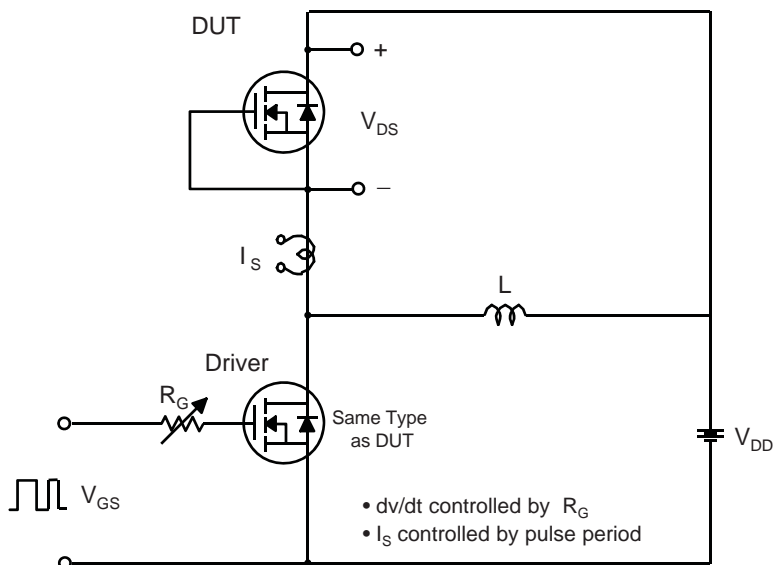 DUT
+
V_DS
−
I_S
L
Driver
R_G
Same Type
as DUT
V_DD
V_GS
• dv/dt controlled by R_G
• I_S controlled by pulse period